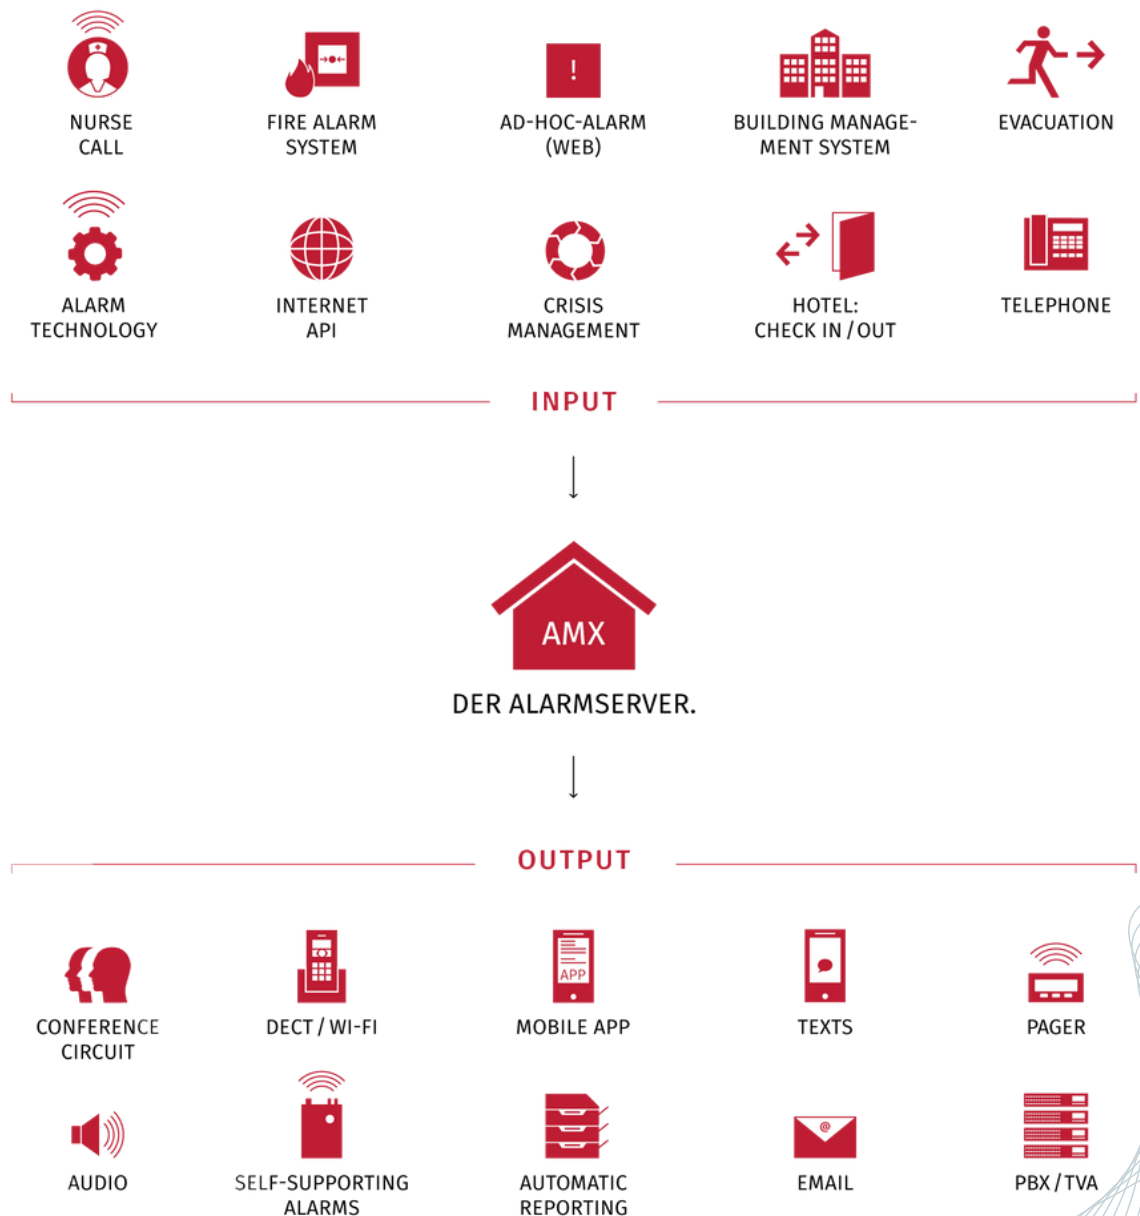 NURSE
CALL
FIRE ALARM
SYSTEM
!
AD-HOC-ALARM
(WEB)
BUILDING MANAGE-
MENT SYSTEM
EVACUATION
ALARM
TECHNOLOGY
INTERNET
API
CRISIS
MANAGEMENT
HOTEL:
CHECK IN / OUT
TELEPHONE
INPUT
AMX
DER ALARMSERVER.
OUTPUT
CONFERENCE
CIRCUIT
DECT / WI-FI
APP
MOBILE APP
TEXTS
PAGER
AUDIO
SELF-SUPPORTING
ALARMS
AUTOMATIC
REPORTING
@
EMAIL
PBX / TVA